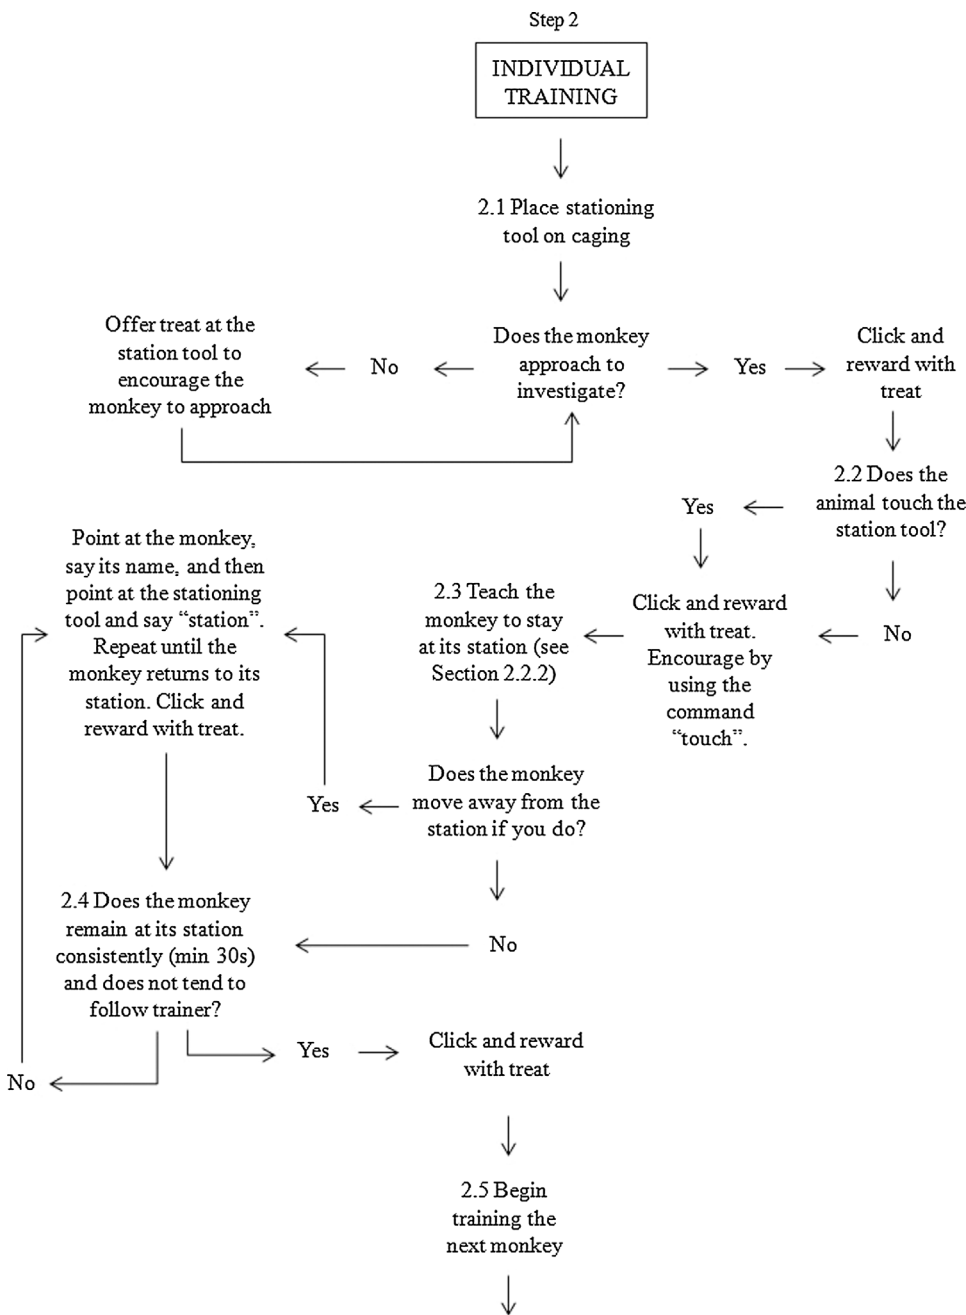 Step 2
INDIVIDUAL
TRAINING
2.1 Place stationing
tool on caging
Does the monkey
approach to
investigate?
No
Offer treat at the
station tool to
encourage the
monkey to approach
Yes
Click and
reward with
treat
2.2 Does the
animal touch the
station tool?
Yes
No
Click and reward
with treat.
Encourage by
using the
command
“touch”.
2.3 Teach the
monkey to stay
at its station (see
Section 2.2.2)
Does the monkey
move away from the
station if you do?
Yes
Point at the monkey,
say its name, and then
point at the stationing
tool and say “station”.
Repeat until the
monkey returns to its
station. Click and
reward with treat.
No
2.4 Does the monkey
remain at its station
consistently (min 30s)
and does not tend to
follow trainer?
No
Yes
Click and reward
with treat
2.5 Begin
training the
next monkey